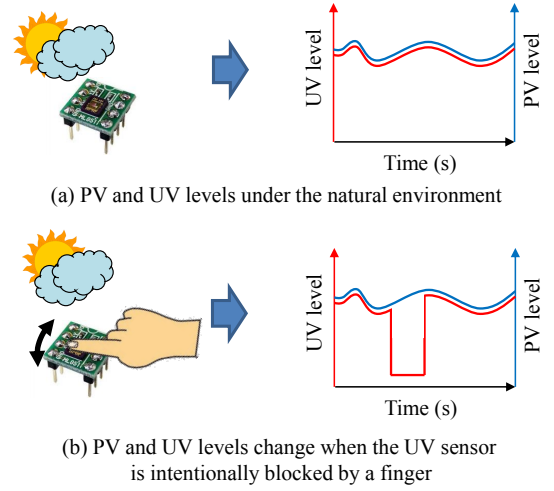 UV level
PV level
Time (s)
(a) PV and UV levels under the natural environment
UV level
PV level
Time (s)
(b) PV and UV levels change when the UV sensor
is intentionally blocked by a finger